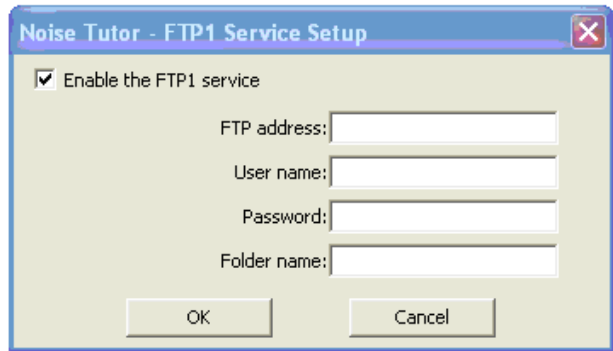 Noise Tutor - FTP1 Service Setup
Enable the FTP1 service
FTP address:
User name:
Password:
Folder name:
OK
Cancel